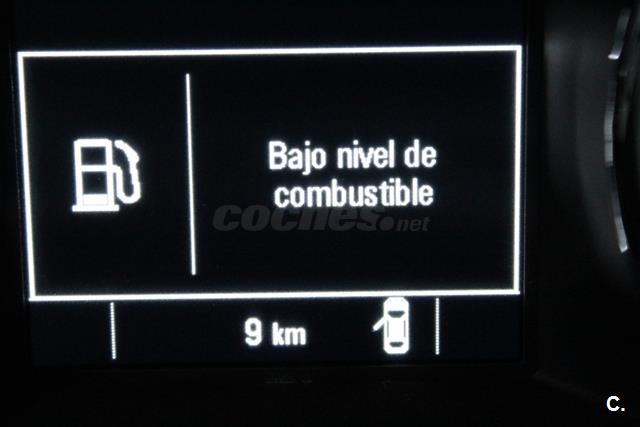 Bajo nivel de
combustible
coches.net
9 km
C.